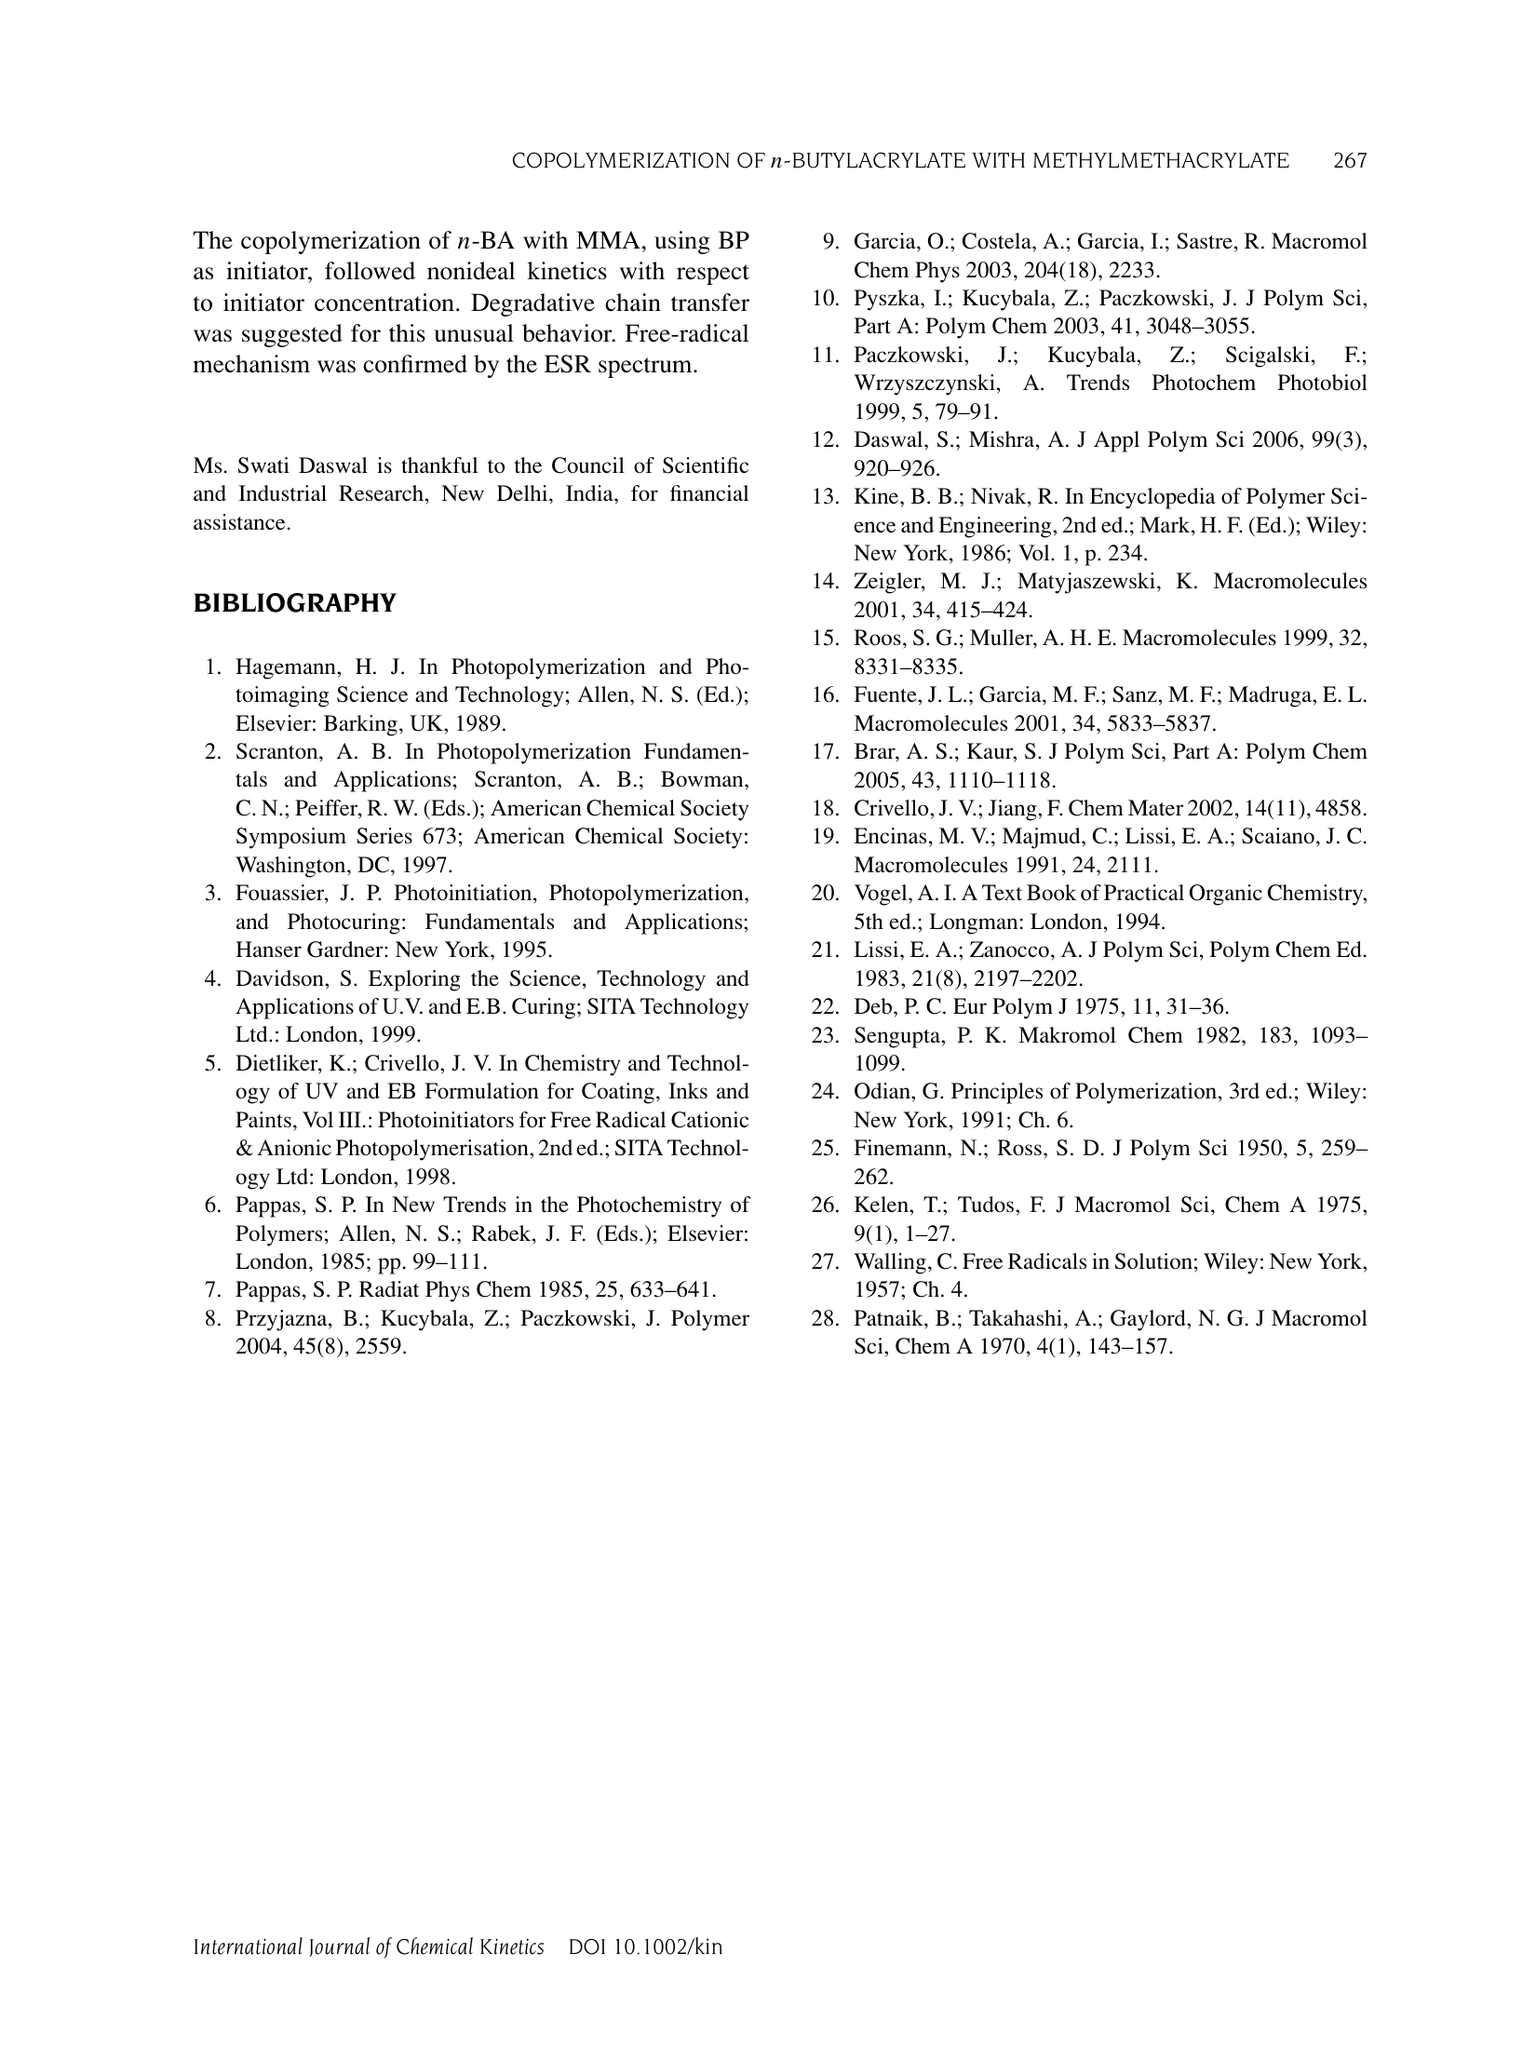 COPOLYMERIZATION OF n-BUTYLACRYLATE WITH METHYLMETHACRYLATE 267
The copolymerization of n-BA with MMA, using BP
as initiator, followed nonideal kinetics with respect
to initiator concentration. Degradative chain transfer
was suggested for this unusual behavior. Free-radical
mechanism was confirmed by the ESR spectrum.
Ms. Swati Daswal is thankful to the Council of Scientific
and Industrial Research, New Delhi, India, for financial
assistance.
BIBLIOGRAPHY
1. Hagemann, H. J. In Photopolymerization and Pho-
toimaging Science and Technology; Allen, N. S. (Ed.);
Elsevier: Barking, UK, 1989.
2. Scranton, A. B. In Photopolymerization Fundamen-
tals and Applications; Scranton, A. B.; Bowman,
C. N.; Peiffer, R. W. (Eds.); American Chemical Society
Symposium Series 673; American Chemical Society:
Washington, DC, 1997.
3. Fouassier, J. P. Photoinitiation, Photopolymerization,
and Photocuring: Fundamentals and Applications;
Hanser Gardner: New York, 1995.
4. Davidson, S. Exploring the Science, Technology and
Applications of U.V. and E.B. Curing; SITA Technology
Ltd.: London, 1999.
5. Dietliker, K.; Crivello, J. V. In Chemistry and Technol-
ogy of UV and EB Formulation for Coating, Inks and
Paints, Vol III.: Photoinitiators for Free Radical Cationic
& Anionic Photopolymerisation, 2nd ed.; SITA Technol-
ogy Ltd: London, 1998.
6. Pappas, S. P. In New Trends in the Photochemistry of
Polymers; Allen, N. S.; Rabek, J. F. (Eds.); Elsevier:
London, 1985; pp. 99–111.
7. Pappas, S. P. Radiat Phys Chem 1985, 25, 633–641.
8. Przyjazna, B.; Kucybala, Z.; Paczkowski, J. Polymer
2004, 45(8), 2559.
9. Garcia, O.; Costela, A.; Garcia, I.; Sastre, R. Macromol
Chem Phys 2003, 204(18), 2233.
10. Pyszka, I.; Kucybala, Z.; Paczkowski, J. J Polym Sci,
Part A: Polym Chem 2003, 41, 3048–3055.
11. Paczkowski, J.; Kucybala, Z.; Scigalski, F.;
Wrzyszczynski, A. Trends Photochem Photobiol
1999, 5, 79–91.
12. Daswal, S.; Mishra, A. J Appl Polym Sci 2006, 99(3),
920–926.
13. Kine, B. B.; Nivak, R. In Encyclopedia of Polymer Sci-
ence and Engineering, 2nd ed.; Mark, H. F. (Ed.); Wiley:
New York, 1986; Vol. 1, p. 234.
14. Zeigler, M. J.; Matyjaszewski, K. Macromolecules
2001, 34, 415–424.
15. Roos, S. G.; Muller, A. H. E. Macromolecules 1999, 32,
8331–8335.
16. Fuente, J. L.; Garcia, M. F.; Sanz, M. F.; Madruga, E. L.
Macromolecules 2001, 34, 5833–5837.
17. Brar, A. S.; Kaur, S. J Polym Sci, Part A: Polym Chem
2005, 43, 1110–1118.
18. Crivello, J. V.; Jiang, F. Chem Mater 2002, 14(11), 4858.
19. Encinas, M. V.; Majmud, C.; Lissi, E. A.; Scaiano, J. C.
Macromolecules 1991, 24, 2111.
20. Vogel, A. I. A Text Book of Practical Organic Chemistry,
5th ed.; Longman: London, 1994.
21. Lissi, E. A.; Zanocco, A. J Polym Sci, Polym Chem Ed.
1983, 21(8), 2197–2202.
22. Deb, P. C. Eur Polym J 1975, 11, 31–36.
23. Sengupta, P. K. Makromol Chem 1982, 183, 1093–
1099.
24. Odian, G. Principles of Polymerization, 3rd ed.; Wiley:
New York, 1991; Ch. 6.
25. Finemann, N.; Ross, S. D. J Polym Sci 1950, 5, 259–
262.
26. Kelen, T.; Tudos, F. J Macromol Sci, Chem A 1975,
9(1), 1–27.
27. Walling, C. Free Radicals in Solution; Wiley: New York,
1957; Ch. 4.
28. Patnaik, B.; Takahashi, A.; Gaylord, N. G. J Macromol
Sci, Chem A 1970, 4(1), 143–157.
International Journal of Chemical Kinetics DOI 10.1002/kin